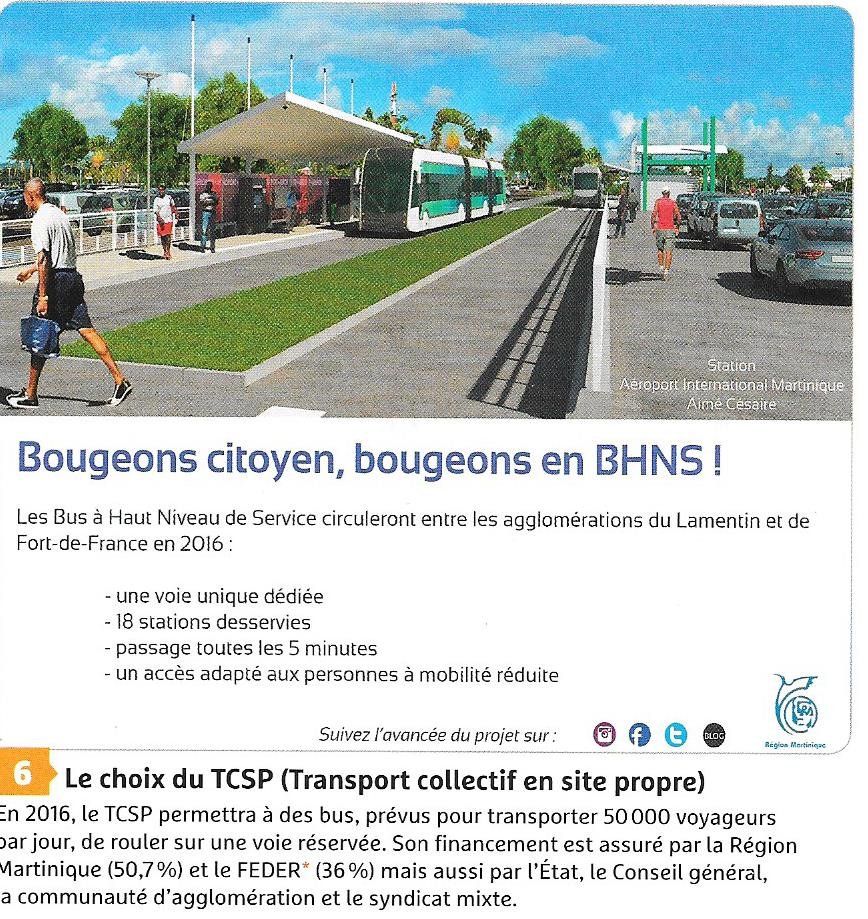 Station
Aéroport International Martinique
Aimé Césaire
Bougeons citoyen, bougeons en BHNS !
Les Bus à Haut Niveau de Service circuleront entre les agglomérations du Lamentin et de
Fort-de-France en 2016 :
- une voie unique dédiée
- 18 stations desservies
- passage toutes les 5 minutes
- un accès adapté aux personnes à mobilité réduite
Suivez l'avancée du projet sur :
BLOG
Région Martinique
6 Le choix du TCSP (Transport collectif en site propre)
En 2016, le TCSP permettra à des bus, prévus pour transporter 50 000 voyageurs
par jour, de rouler sur une voie réservée. Son financement est assuré par la Région
Martinique (50,7 %) et le FEDER* (36 %) mais aussi par l'État, le Conseil général,
la communauté d'agglomération et le syndicat mixte.